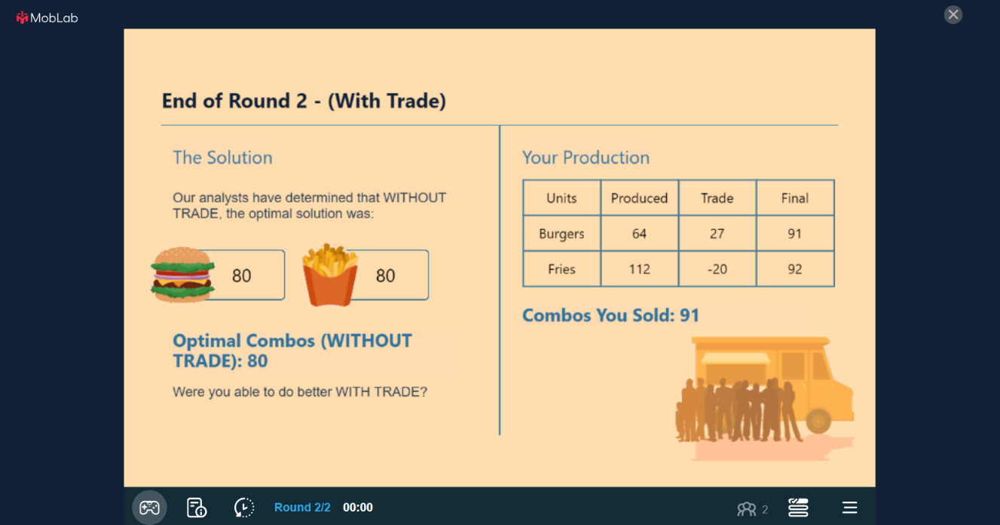 MobLab
End of Round 2 - (With Trade)
The Solution
Our analysts have determined that WITHOUT
TRADE, the optimal solution was:
80
80
Optimal Combos (WITHOUT
TRADE): 80
Were you able to do better WITH TRADE?
Your Production
Units Produced Trade Final
Burgers 64 27 91
Fries 112 -20 92
Combos You Sold: 91
Round 2/2 00:00
2